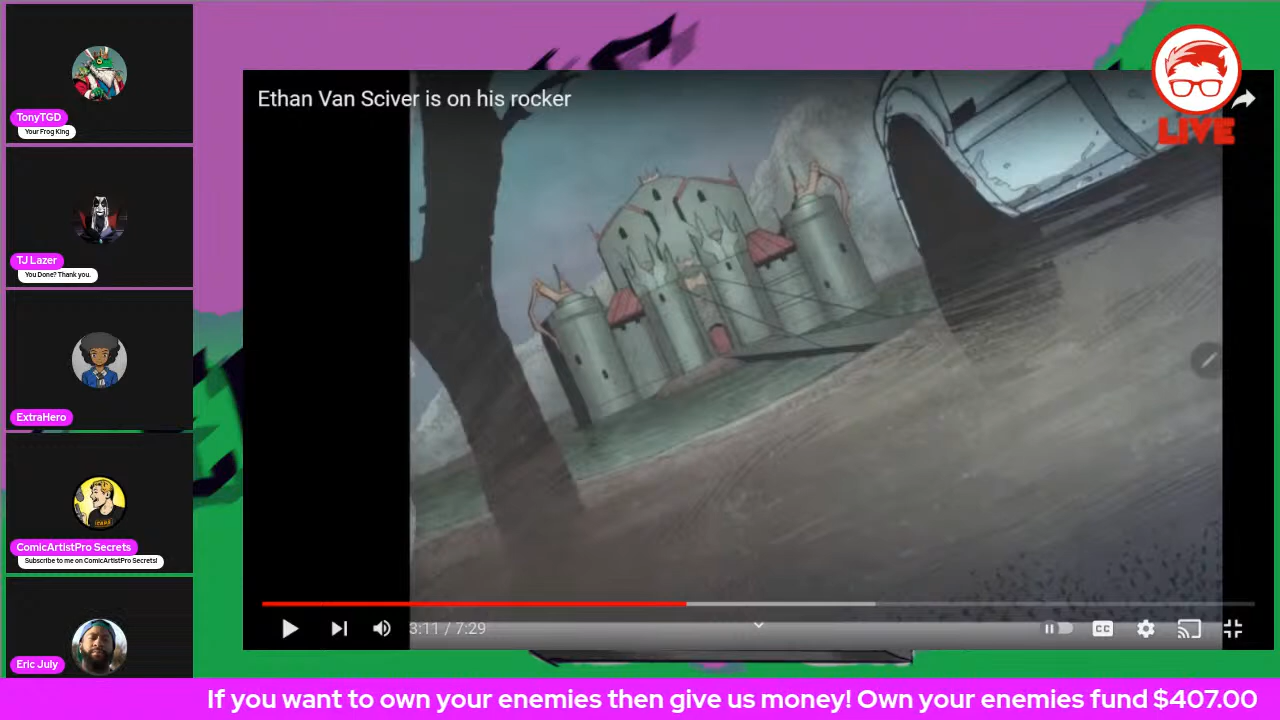 TonyTGD
Your Frog King
TJ Lazer
You Done? Thank you.
ExtraHero
ComicArtistPro Secrets
Subscribe to me on ComicArtistPro Secrets!
Eric July
Ethan Van Sciver is on his rocker
LIVE
3:11 / 7:29
CC
If you want to own your enemies then give us money! Own your enemies fund $407.00